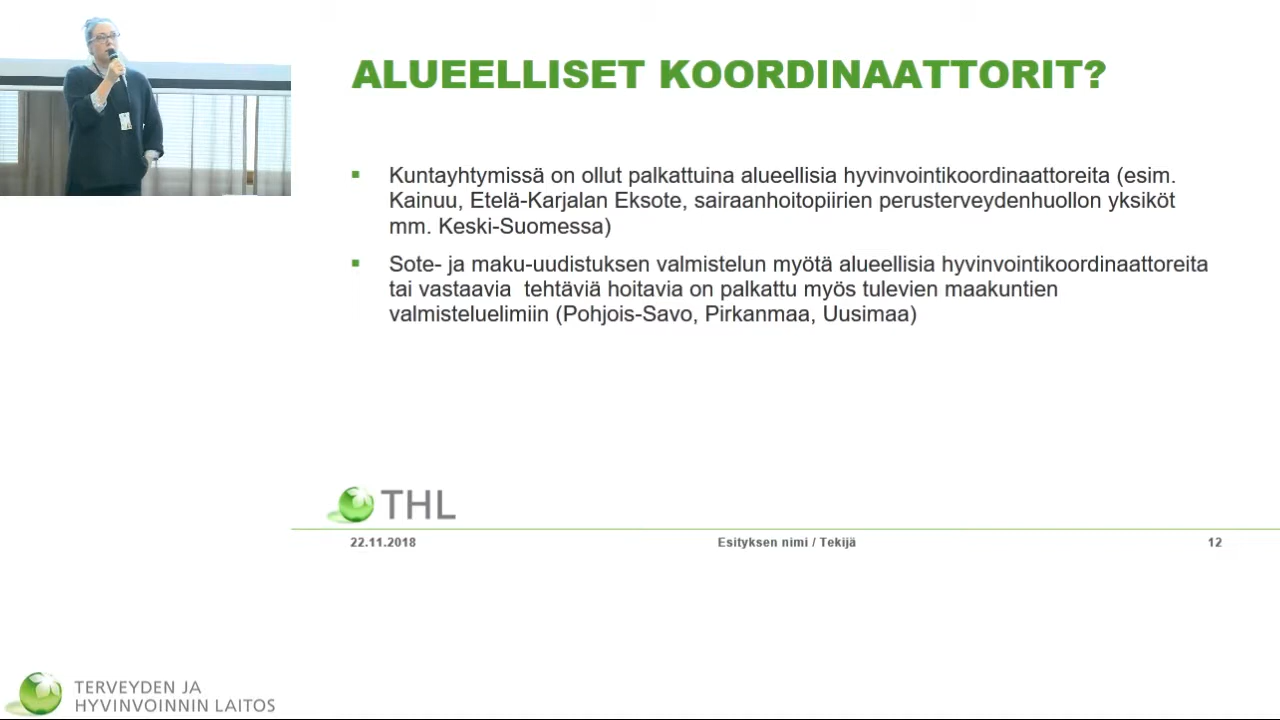 ALUEELLISET KOORDINAATTORIT?
▪ Kuntayhtymissä on ollut palkattuina alueellisia hyvinvointikoordinaattoreita (esim.
Kainuu, Etelä-Karjalan Eksote, sairaanhoitopiirien perusterveydenhuollon yksiköt
mm. Keski-Suomessa)
▪ Sote- ja maku-uudistuksen valmistelun myötä alueellisia hyvinvointikoordinaattoreita
tai vastaavia tehtäviä hoitavia on palkattu myös tulevien maakuntien
valmisteluelimiin (Pohjois-Savo, Pirkanmaa, Uusimaa)
THL
22.11.2018
Esityksen nimi / Tekijä
12
TERVEYDEN JA
HYVINVOINNIN LAITOS